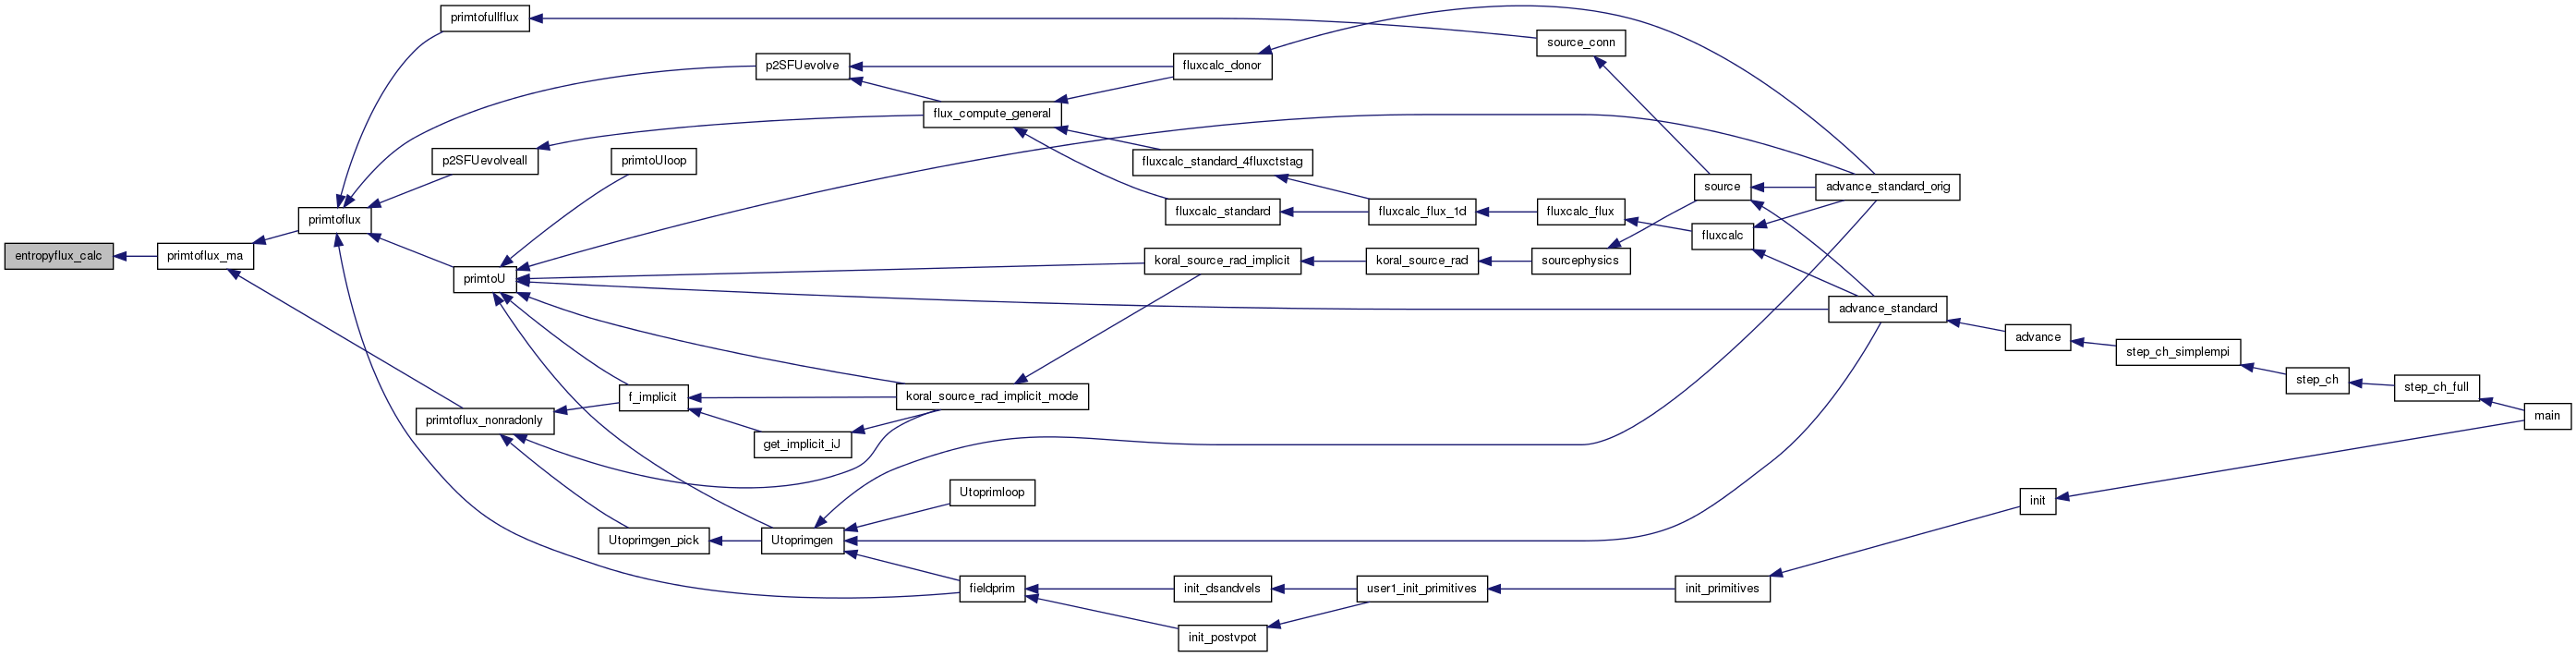 primtofullflux
source_conn
p2SFUevolve
fluxcalc_donor
flux_compute_general
p2SFUevolveall
primtoUloop
fluxcalc_standard_4fluxctstag
source
advance_standard_orig
primtoflux
fluxcalc_standard
fluxcalc_flux_1d
fluxcalc_flux
fluxcalc
entropyflux_calc
primtoflux_ma
koral_source_rad_implicit
koral_source_rad
sourcephysics
primtoU
advance_standard
advance
step_ch_simplempi
step_ch
step_ch_full
main
f_implicit
koral_source_rad_implicit_mode
primtoflux_nonradonly
get_implicit_iJ
Utoprimloop
init
Utoprimgen_pick
Utoprimgen
fieldprim
init_dsandvels
user1_init_primitives
init_primitives
init_postvpot